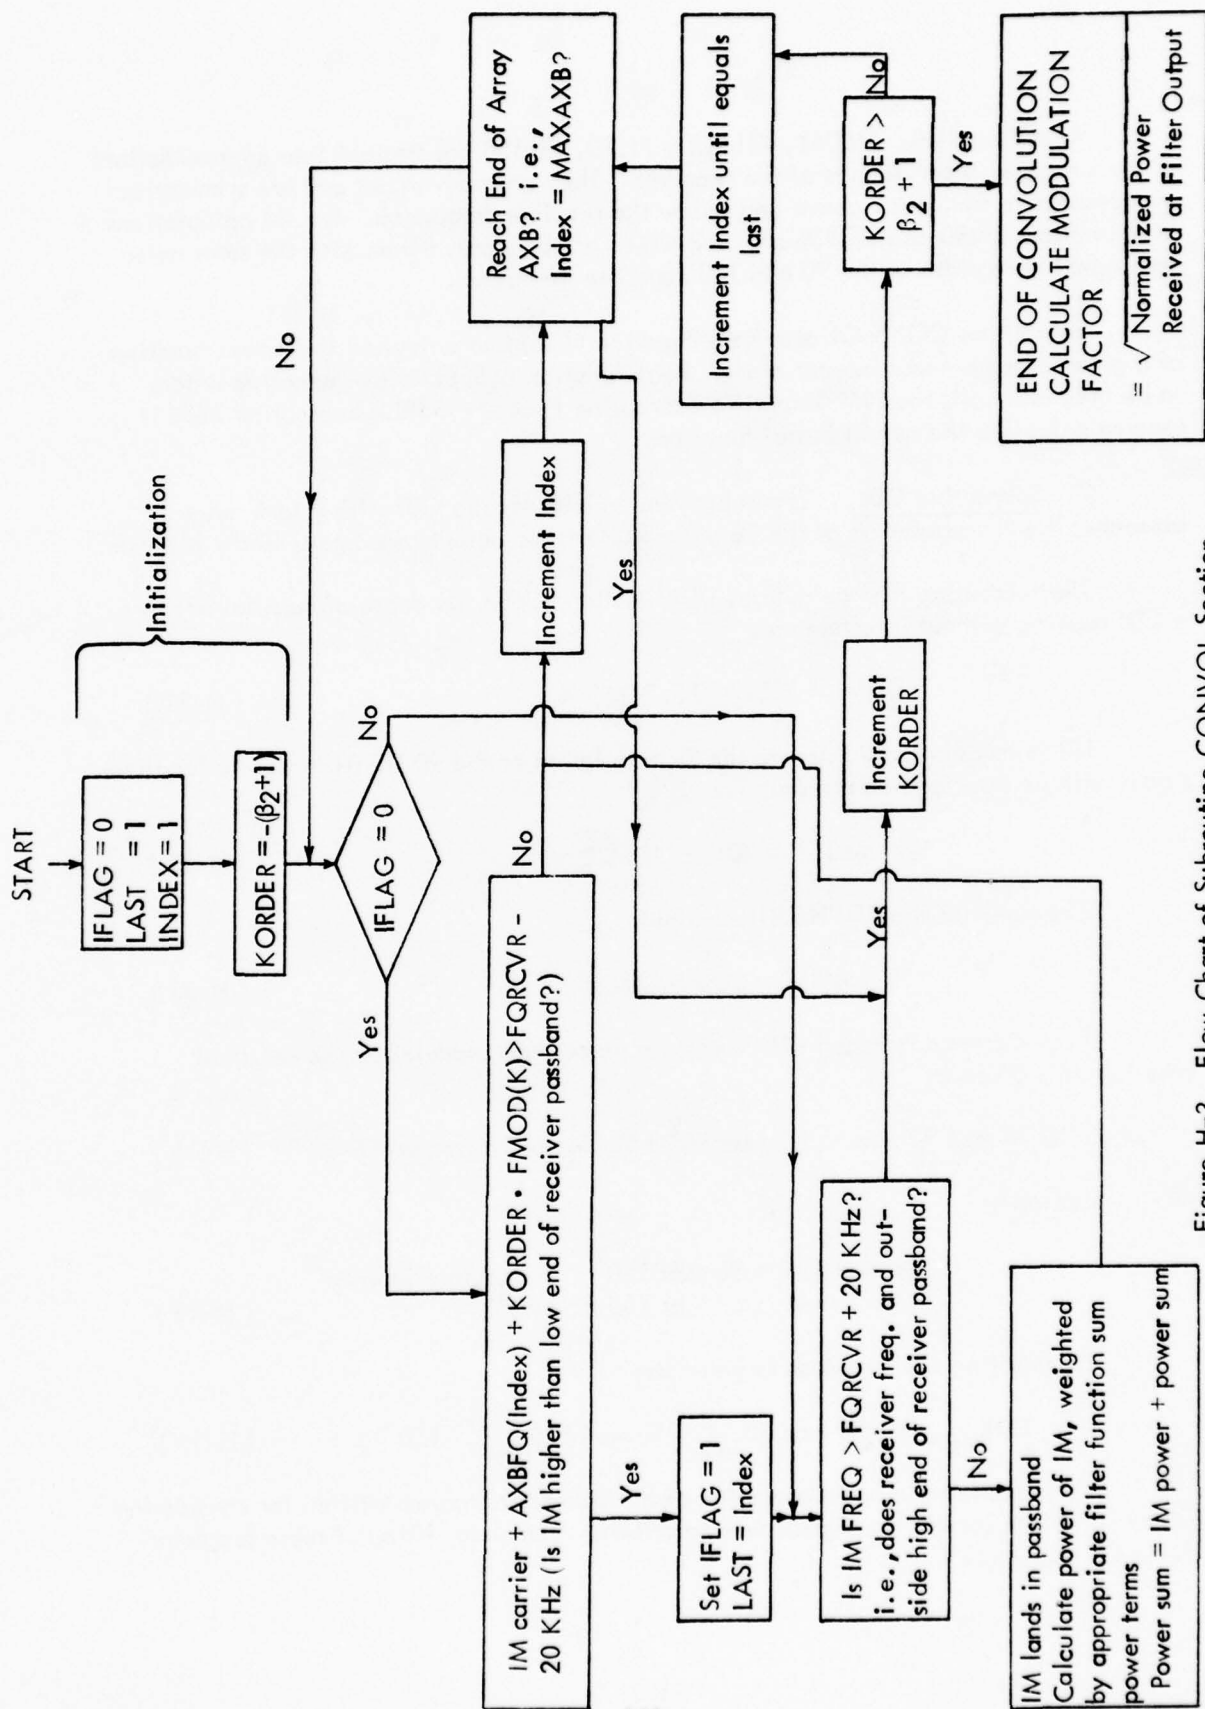 START
IFLAG = 0
LAST = 1
INDEX = 1
Initialization
KORDER = -(β2+1)
IFLAG = 0
Yes
No
No
IM carrier + AXBFQ(Index) + KORDER • FMOD(K)>FQRCVR -
20 KHz (Is IM higher than low end of receiver passband?)
No
Yes
Increment Index
Reach End of Array
AXB? i.e.,
Index = MAXAXB?
Yes
Set IFLAG = 1
LAST = Index
Is IM FREQ > FQRCVR + 20 KHz?
i.e.,does receiver freq. and out-
side high end of receiver passband?
Yes
No
Increment
KORDER
KORDER >
β2 + 1
No
Yes
Increment Index until equals
last
IM lands in passband
Calculate power of IM, weighted
by appropriate filter function sum
power terms
Power sum = IM power + power sum
END OF CONVOLUTION
CALCULATE MODULATION
FACTOR
= √ Normalized Power
Received at Filter Output